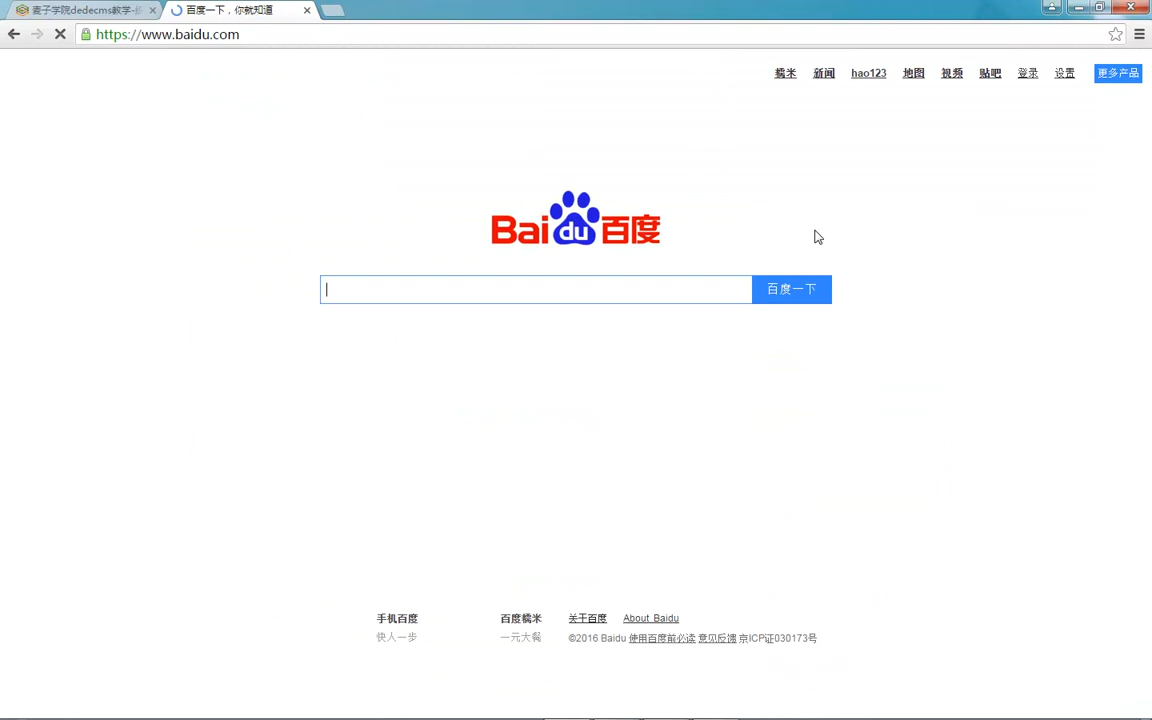 麦子学院dedecms教学-
百度一下，你就知道
https://www.baidu.com
糯米 新闻 hao123 地图 视频 贴吧 登录 设置 更多产品
Bai du 百度
百度一下
手机百度 百度糯米 关于百度 About Baidu
快人一步 一元大餐 ©2016 Baidu 使用百度前必读 意见反馈 京ICP证030173号